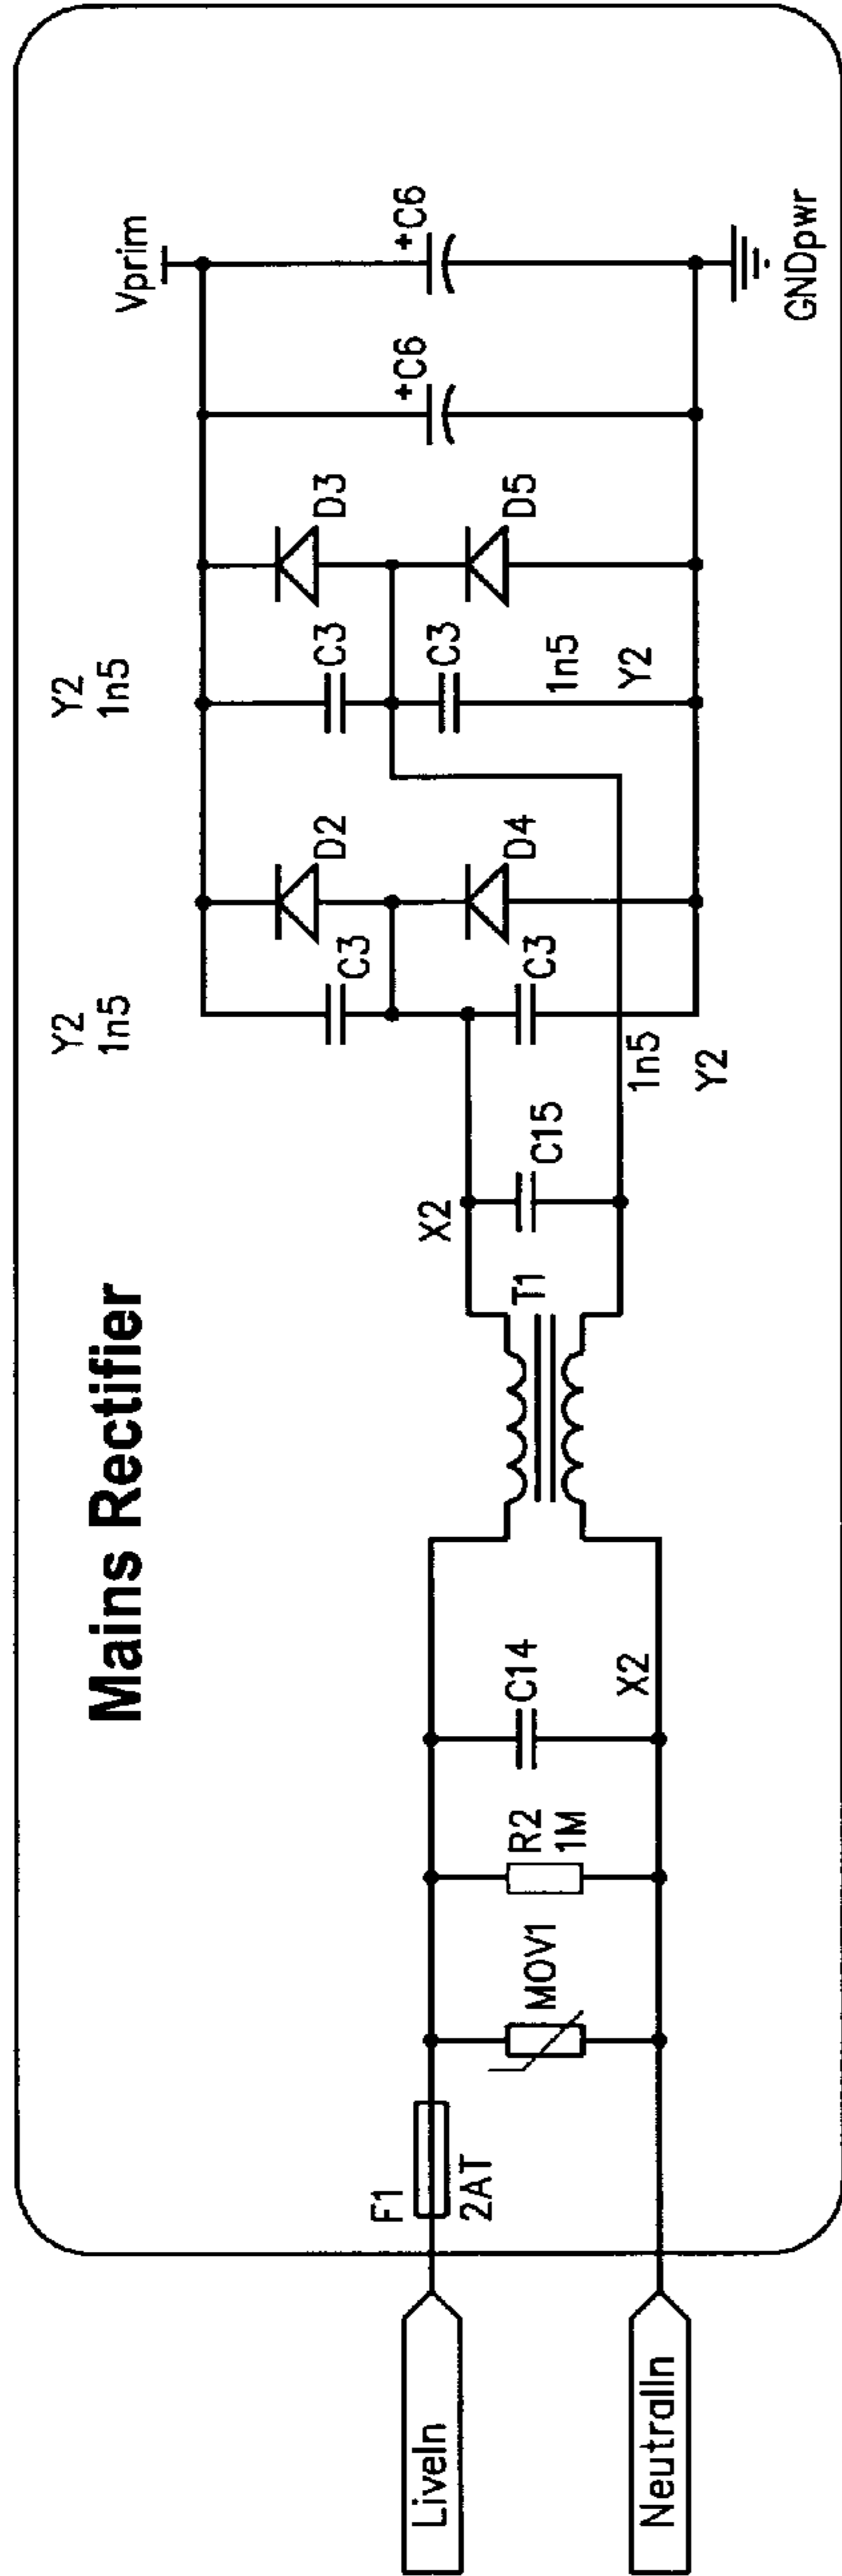 Mains Rectifier
LiveIn
NeutralIn
F1
2AT
MOV1
R2
1M
C14
X2
T1
X2
C15
Y2
1n5
C3
D2
C3
D4
1n5
Y2
Y2
1n5
C3
D3
C3
D5
1n5
Y2
+C6
+C6
Vprim
GNDpwr